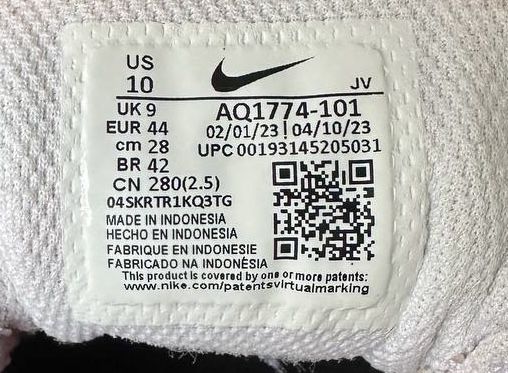 US
10
JV
UK 9
EUR 44
cm 28
BR 42
CN 280(2.5)
AQ1774-101
02/01/23 | 04/10/23
UPC 00193145205031
04SKRTR1KQ3TG
MADE IN INDONESIA
HECHO EN INDONESIA
FABRIQUE EN INDONESIE
FABRICADO NA INDONÉSIA
This product is covered by one or more patents:
www.nike.com/patentsvirtualmarking